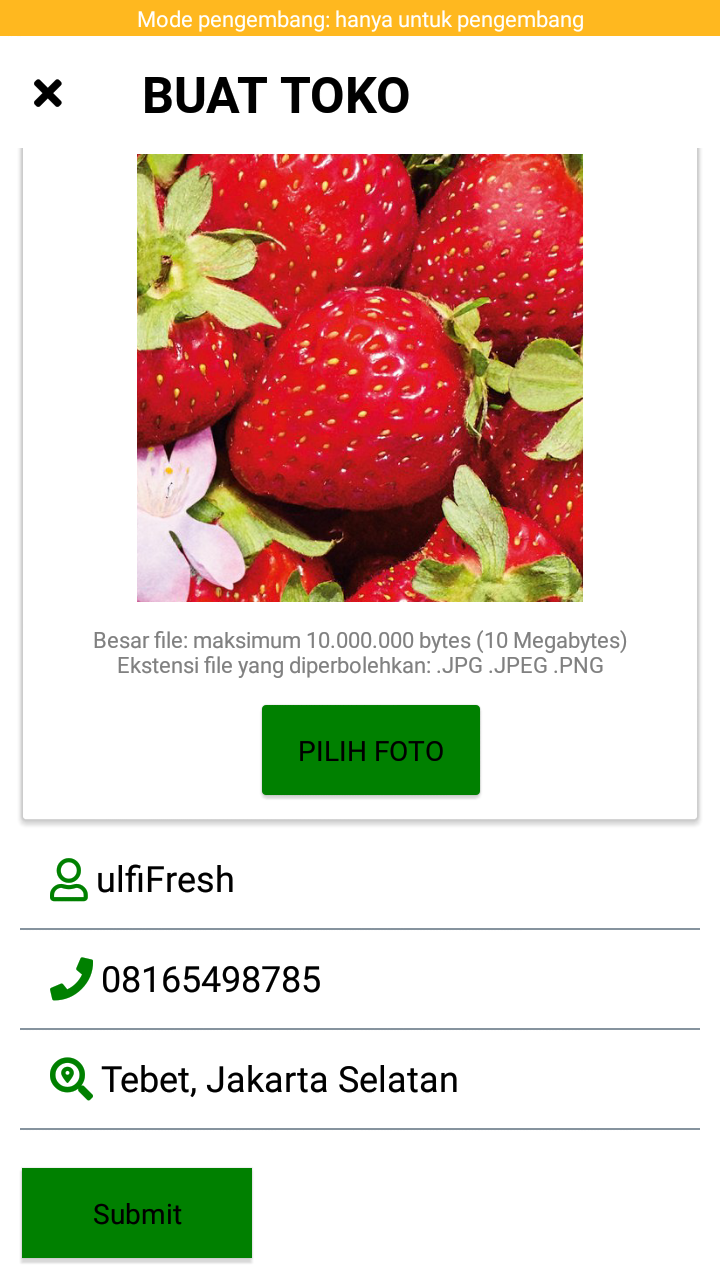 Mode pengembang: hanya untuk pengembang
BUAT TOKO
Besar file: maksimum 10.000.000 bytes (10 Megabytes)
Ekstensi file yang diperbolehkan: .JPG .JPEG .PNG
PILIH FOTO
ulfiFresh
08165498785
Tebet, Jakarta Selatan
Submit